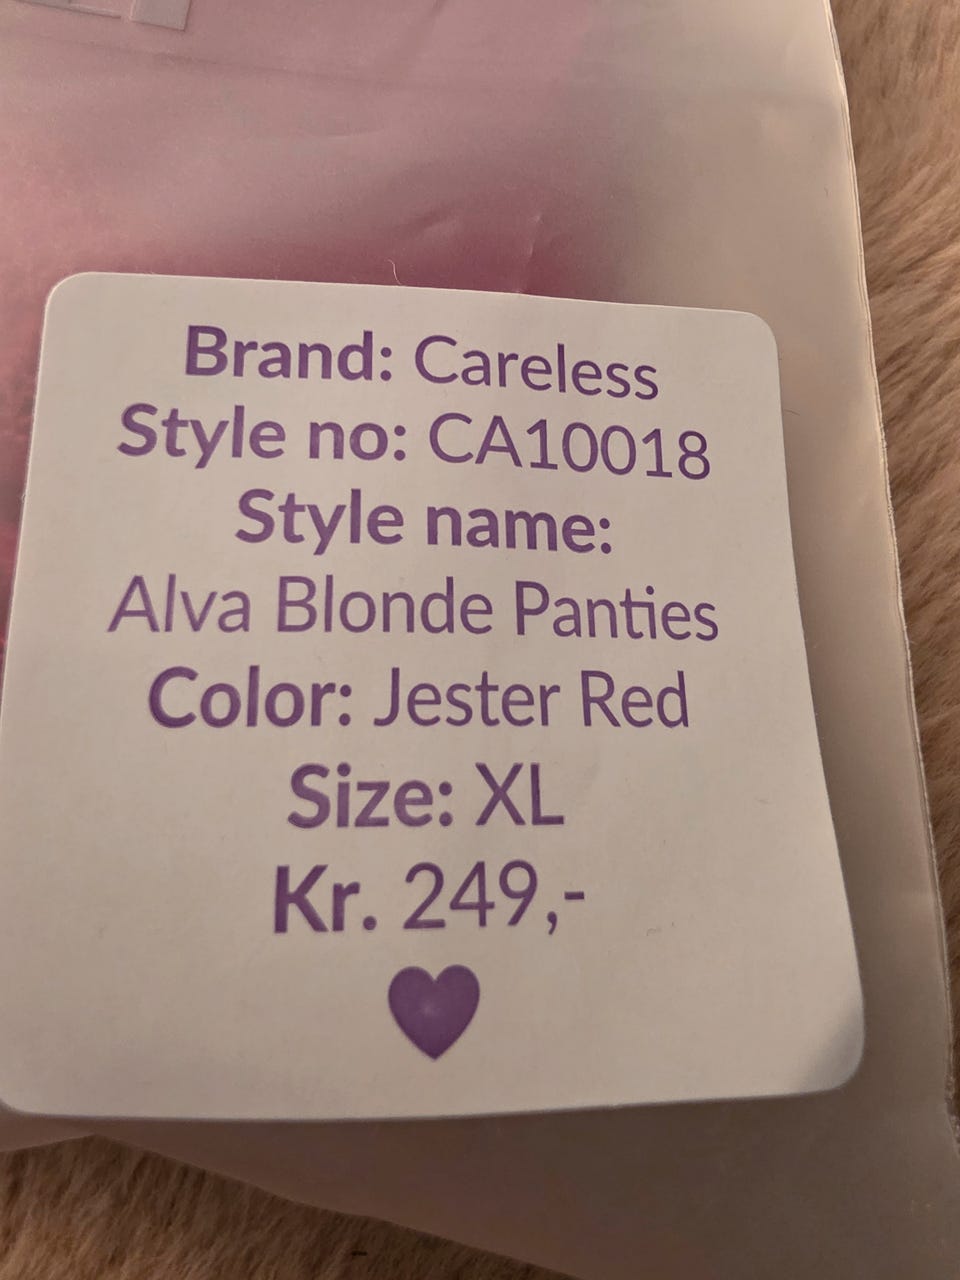 Brand: Careless
Style no: CA10018
Style name:
Alva Blonde Panties
Color: Jester Red
Size: XL
Kr. 249,-